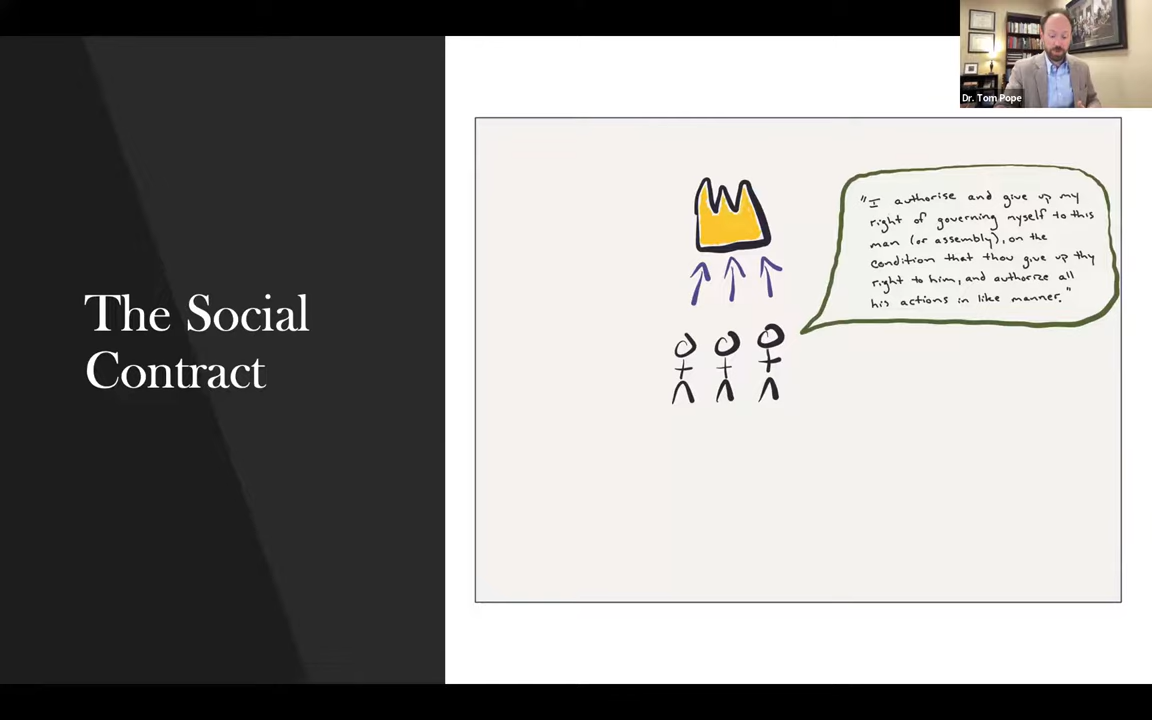 Dr. Tom Pope
The Social
Contract
"I authorise and give up my
right of governing myself to this
man (or assembly), on the
condition that thou give up thy
right to him, and authorize all
his actions in like manner."